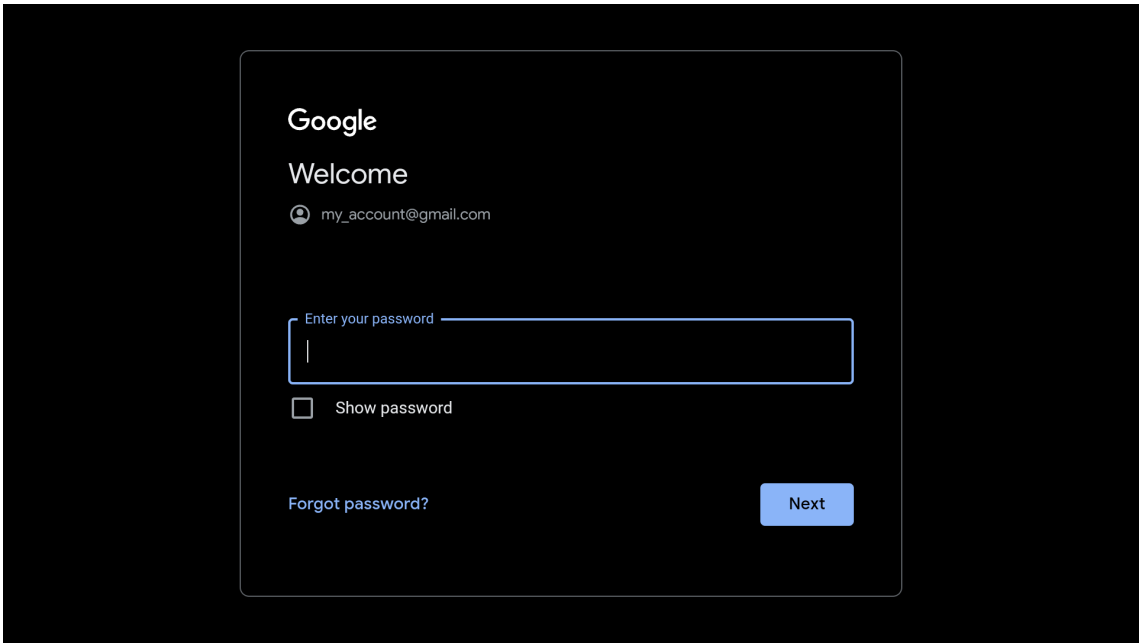 Google
Welcome
my_account@gmail.com
Enter your password
Show password
Forgot password?
Next